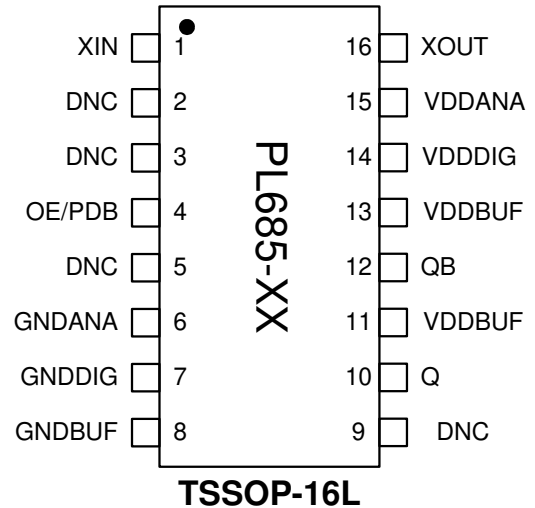 XIN 1 16 XOUT
DNC 2 15 VDDANA
DNC 3 14 VDDDIG
OE/PDB 4 13 VDDBUF
DNC 5 12 QB
GNDANA 6 11 VDDBUF
GNDDIG 7 10 Q
GNDBUF 8 9 DNC
PL685-XX
TSSOP-16L